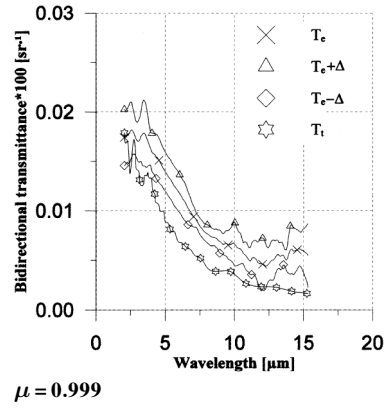 Bidirectional transmittance*100 [sr⁻¹]
0.03
0.02
0.01
0.00
Tₑ
Tₑ+Δ
Tₑ−Δ
Tₜ
0 5 10 15 20
Wavelength [μm]
μ = 0.999